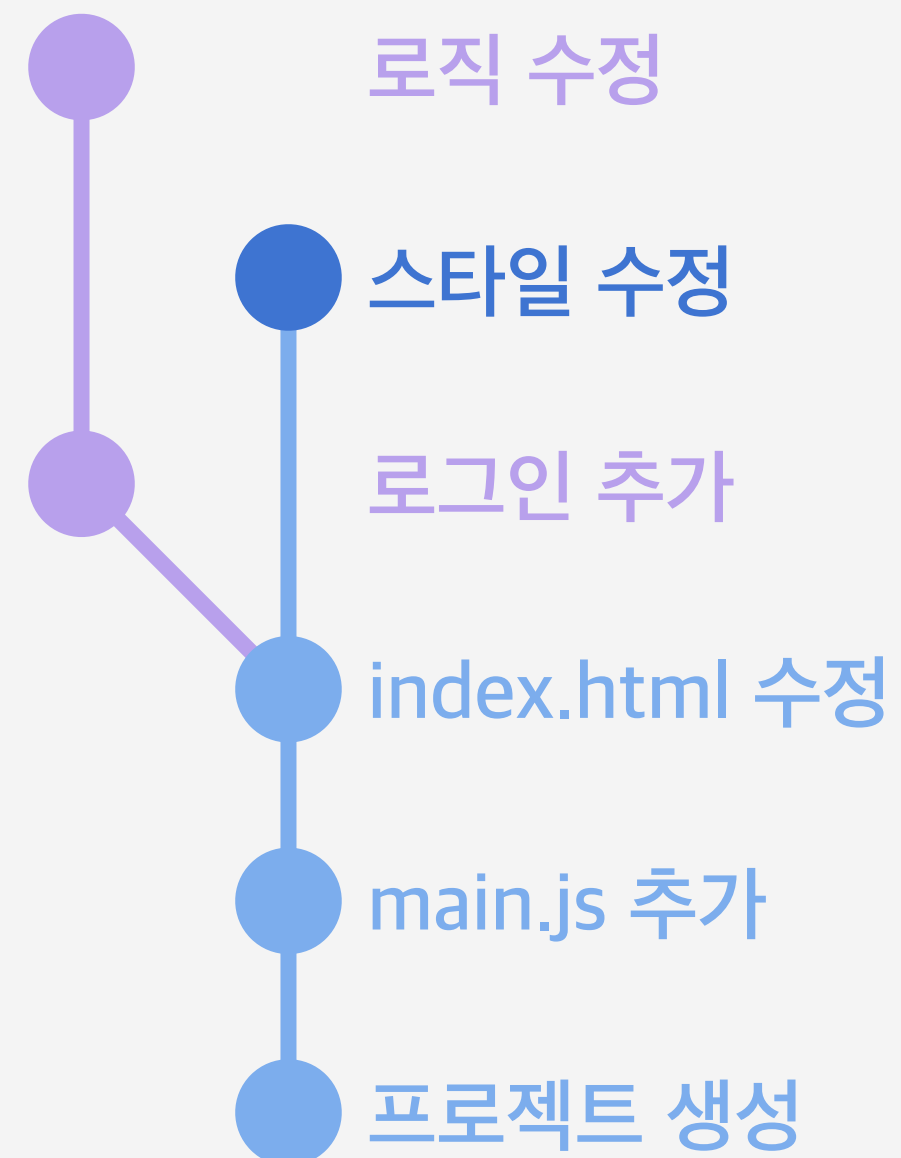 로직 수정
스타일 수정
로그인 추가
index.html 수정
main.js 추가
프로젝트 생성